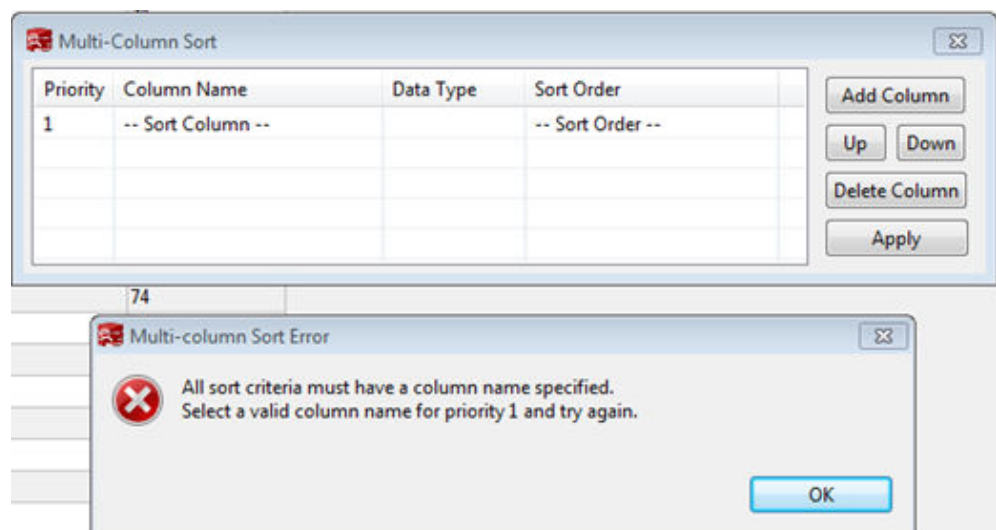 Multi-Column Sort
Priority Column Name Data Type Sort Order
1 -- Sort Column -- -- Sort Order --
Add Column
Up Down
Delete Column
Apply
74
Multi-column Sort Error
All sort criteria must have a column name specified.
Select a valid column name for priority 1 and try again.
OK